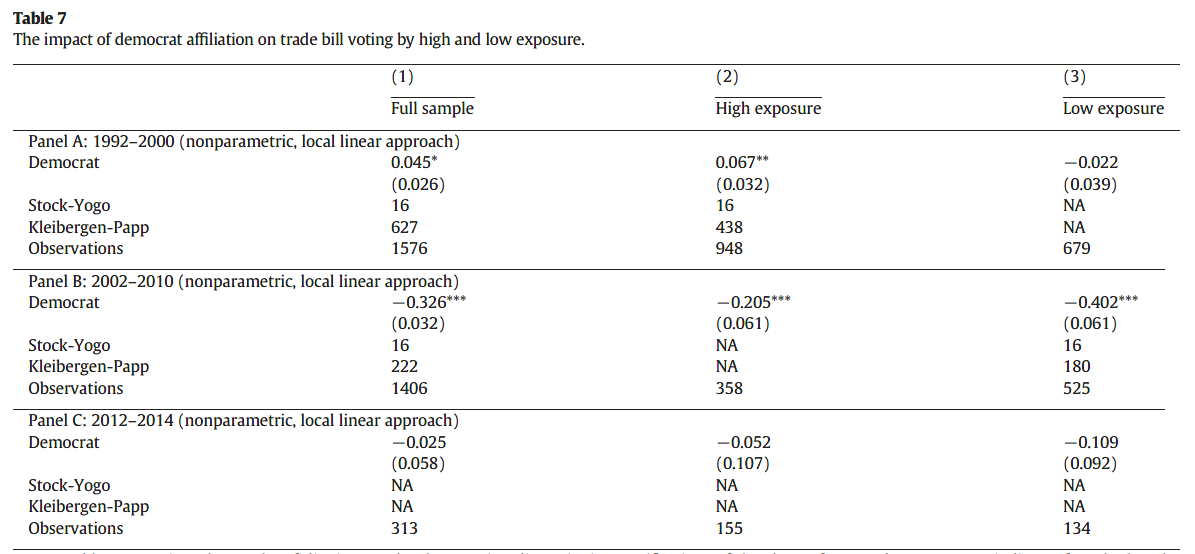 Table 7
The impact of democrat affiliation on trade bill voting by high and low exposure.
(1) (2) (3)
Full sample High exposure Low exposure
Panel A: 1992–2000 (nonparametric, local linear approach)
Democrat 0.045* 0.067** −0.022
(0.026) (0.032) (0.039)
Stock-Yogo 16 16 NA
Kleibergen-Papp 627 438 NA
Observations 1576 948 679
Panel B: 2002–2010 (nonparametric, local linear approach)
Democrat −0.326*** −0.205*** −0.402***
(0.032) (0.061) (0.061)
Stock-Yogo 16 NA 16
Kleibergen-Papp 222 NA 180
Observations 1406 358 525
Panel C: 2012–2014 (nonparametric, local linear approach)
Democrat −0.025 −0.052 −0.109
(0.058) (0.107) (0.092)
Stock-Yogo NA NA NA
Kleibergen-Papp NA NA NA
Observations 313 155 134